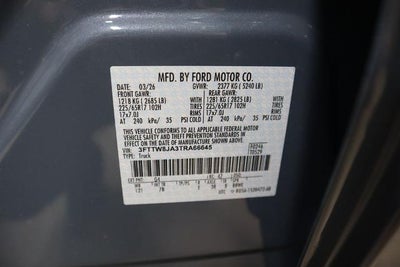 MFD. BY FORD MOTOR CO.
DATE: 03/26 GVWR: 2377 KG ( 5240 LB)
FRONT GAWR: REAR GAWR:
1218 KG ( 2685 LB) 1281 KG ( 2825 LB)
225/65R17 102H TIRES 225/65R17 102H
17x7.0J RIMS 17x7.0J
AT 240 kPa/ 35 PSI COLD AT 240 kPa/ 35 PSI COLD
THIS VEHICLE CONFORMS TO ALL APPLICABLE FEDERAL MOTOR
VEHICLE SAFETY AND THEFT PREVENTION STANDARDS IN EFFECT
ON THE DATE OF MANUFACTURE SHOWN ABOVE.
VIN: 3FTTW8JA3TRA66645
TYPE: Truck